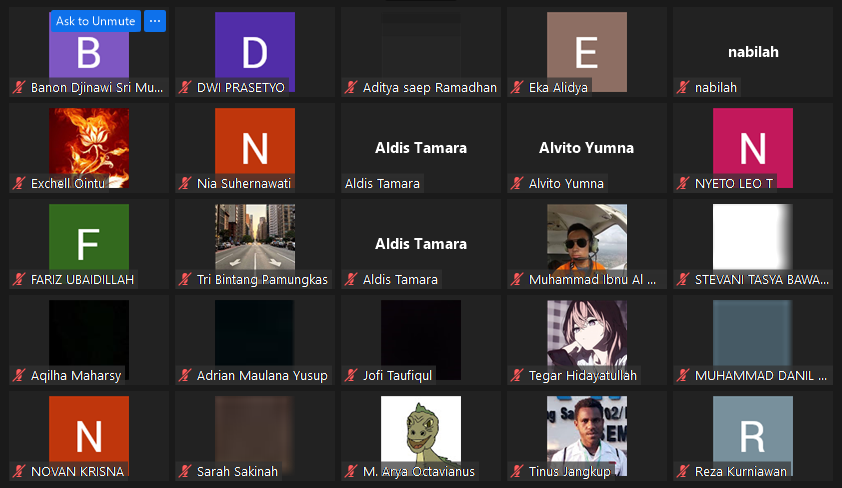 Ask to Unmute
B
Banon Djinawi Sri Mu...
D
DWI PRASETYO
Aditya saep Ramadhan
E
Eka Alidya
nabilah
nabilah
Exchell Ointu
N
Nia Suhernawati
Aldis Tamara
Aldis Tamara
Alvito Yumna
Alvito Yumna
N
NYETO LEO T
F
FARIZ UBAIDILLAH
Tri Bintang Pamungkas
Aldis Tamara
Aldis Tamara
Muhammad Ibnu Al ...
STEVANI TASYA BAWA...
Aqilha Maharsy
Adrian Maulana Yusup
Jofi Taufiqul
Tegar Hidayatullah
MUHAMMAD DANIL ...
N
NOVAN KRISNA
Sarah Sakinah
M. Arya Octavianus
Tinus Jangkup
R
Reza Kurniawan